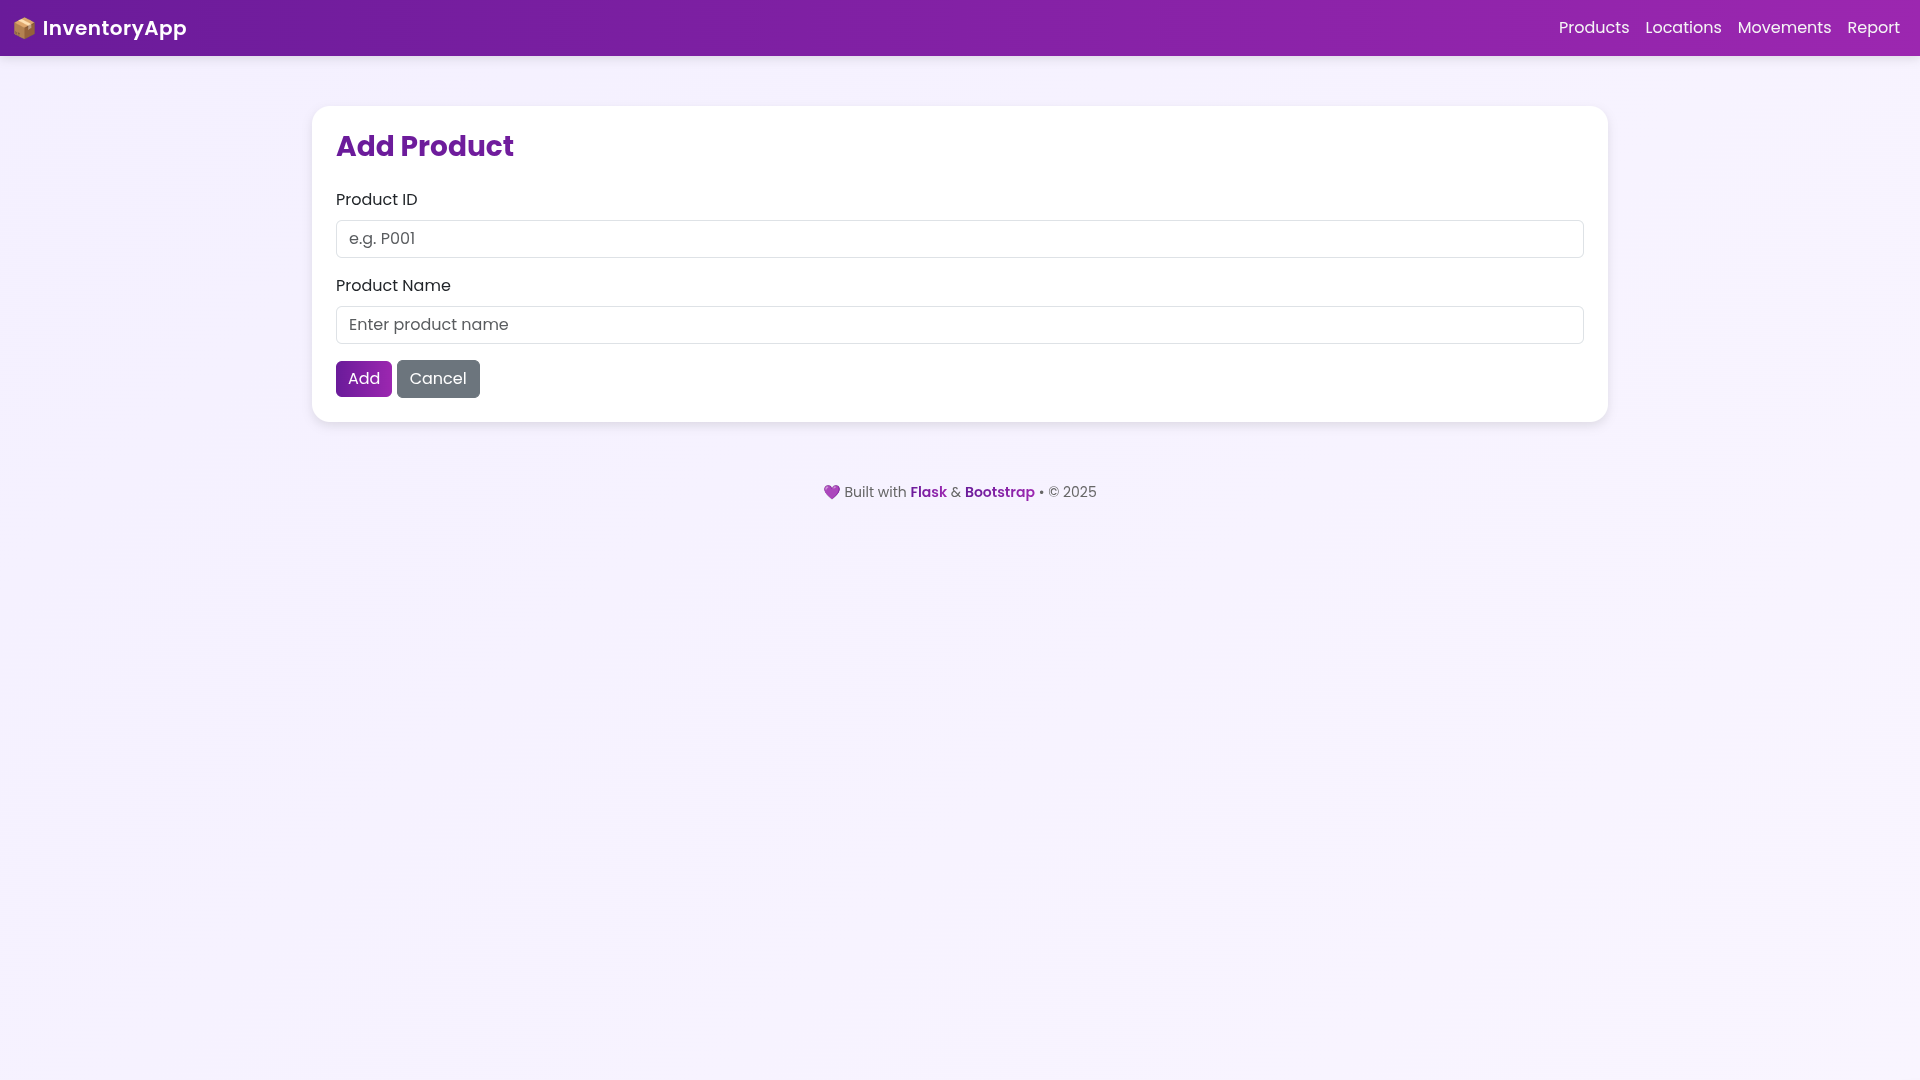 📦 InventoryApp Products Locations Movements Report
Add Product
Product ID
e.g. P001
Product Name
Enter product name
Add Cancel
💜 Built with Flask & Bootstrap • © 2025